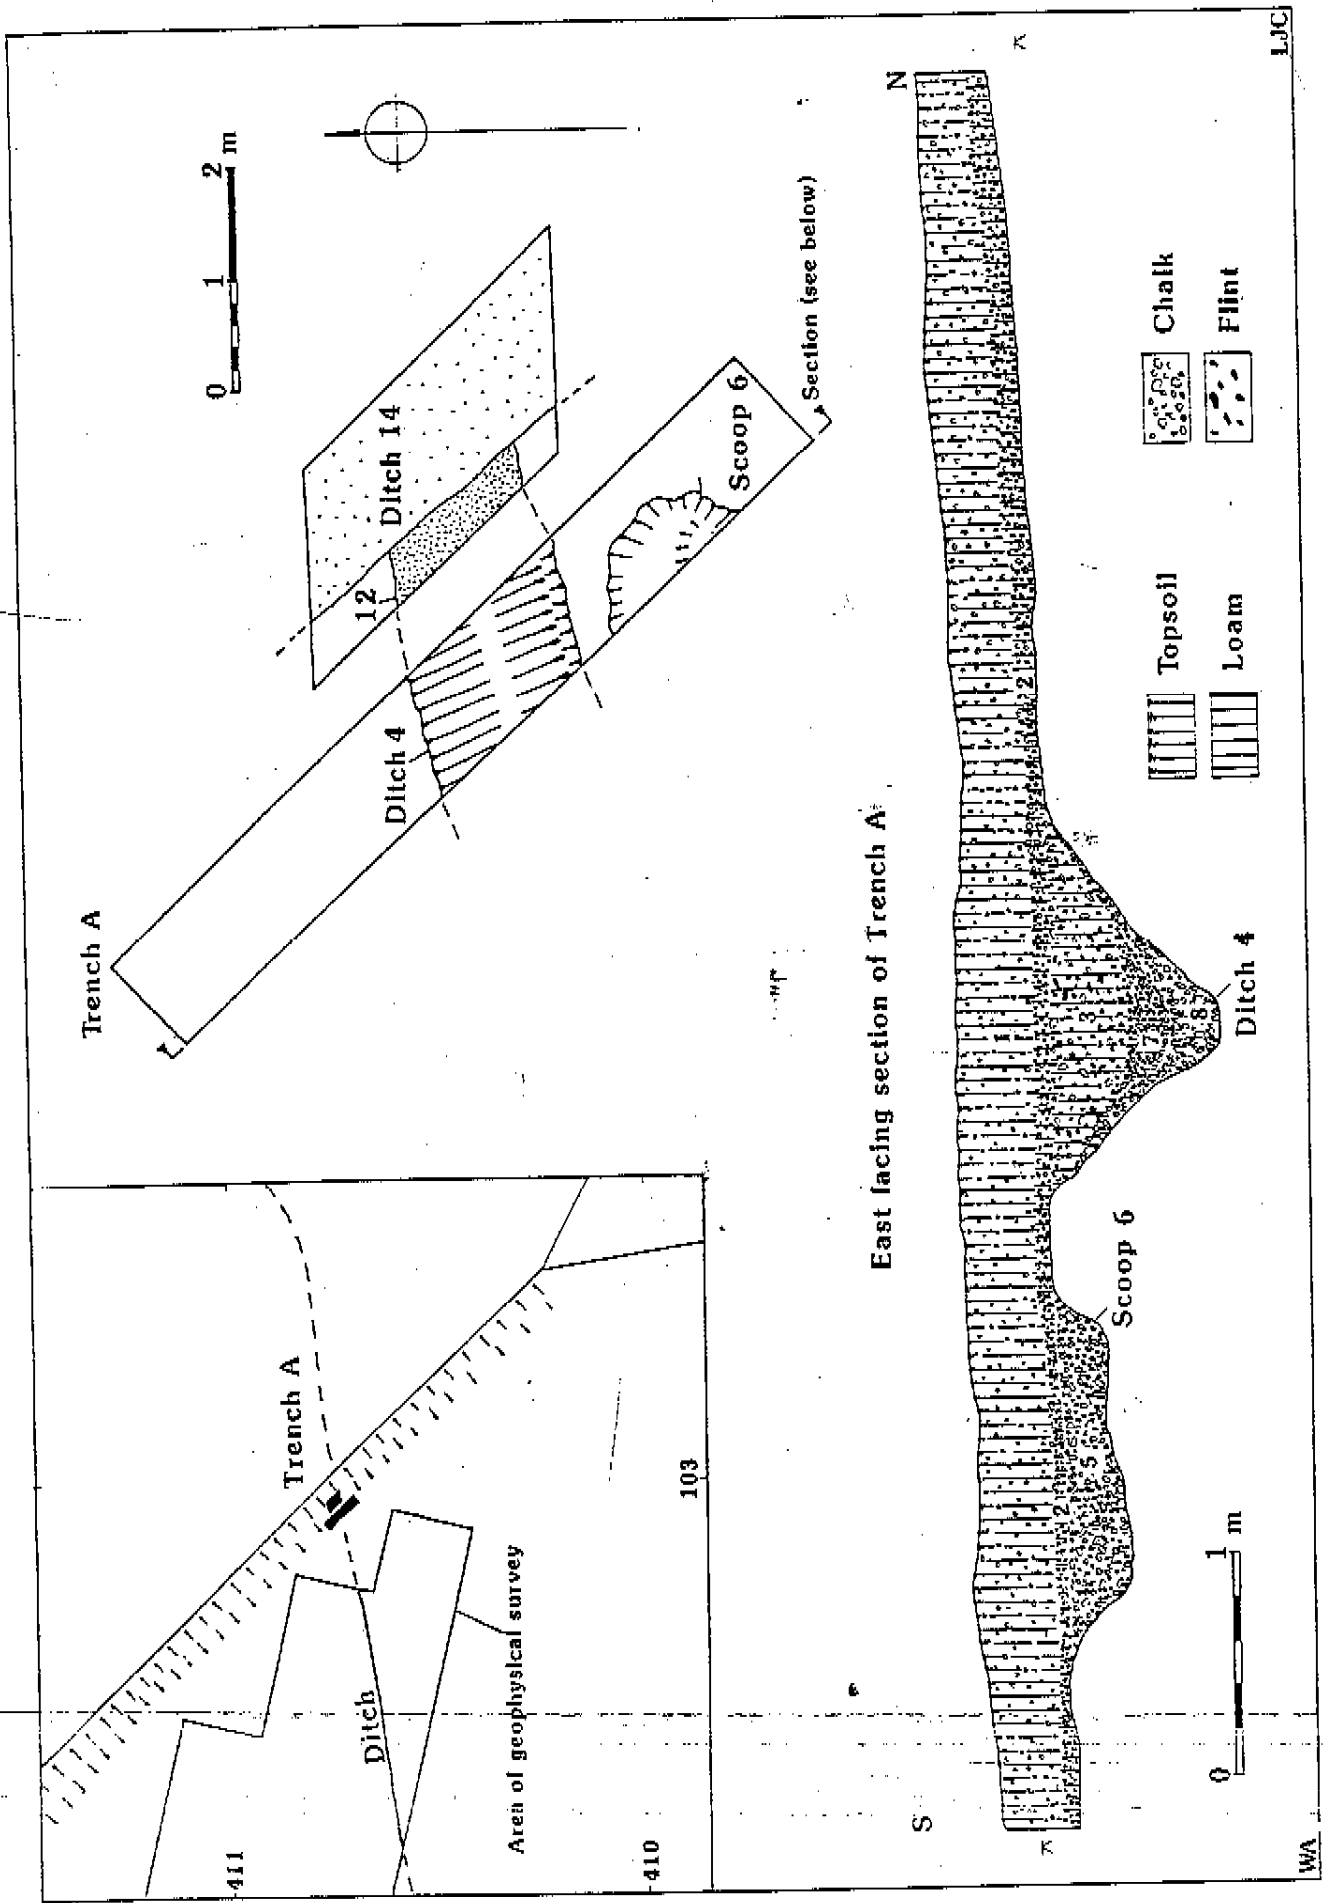 411
410
103
Trench A
Ditch
Area of geophysical survey
Trench A
0 1 2 m
Ditch 4
12
Ditch 14
Scoop 6
Section (see below)
East facing section of Trench A
S
N
2
5
2
3
7
8
Scoop 6
Ditch 4
0 1 m
Topsoil
Chalk
Loam
Flint
WA
LJC